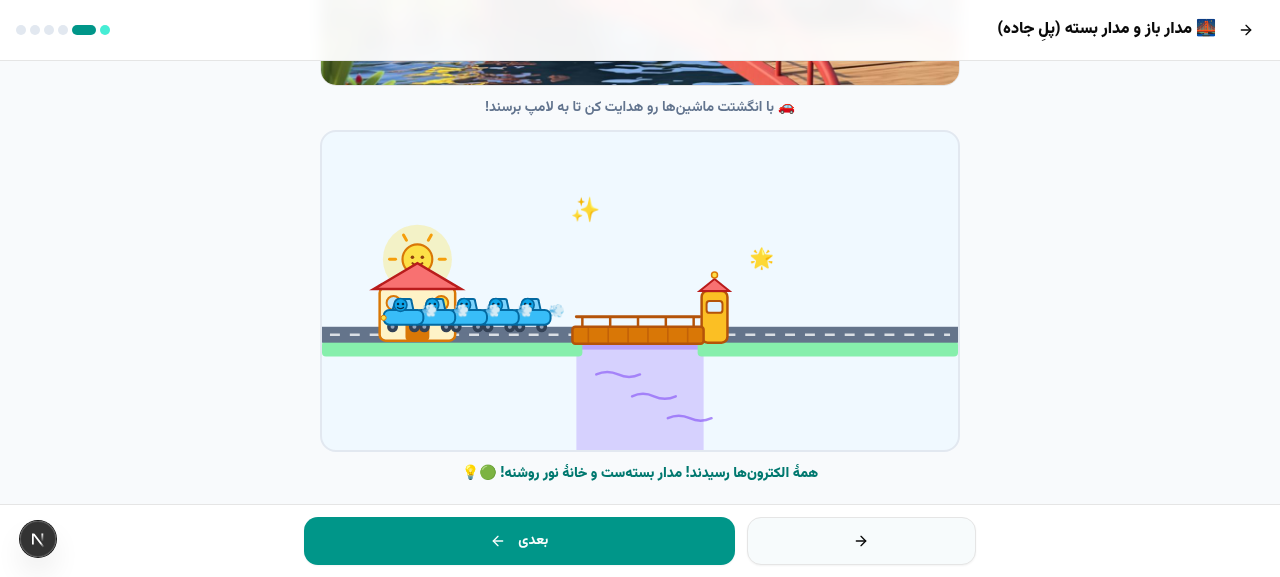 🌉 مدار باز و مدار بسته (پلِ جاده)
🚗 با انگشتت ماشین‌ها رو هدایت کن تا به لامپ برسند!
همهٔ الکترون‌ها رسیدند! مدار بسته‌ست و خانهٔ نور روشنه! 🟢💡
بعدی
N